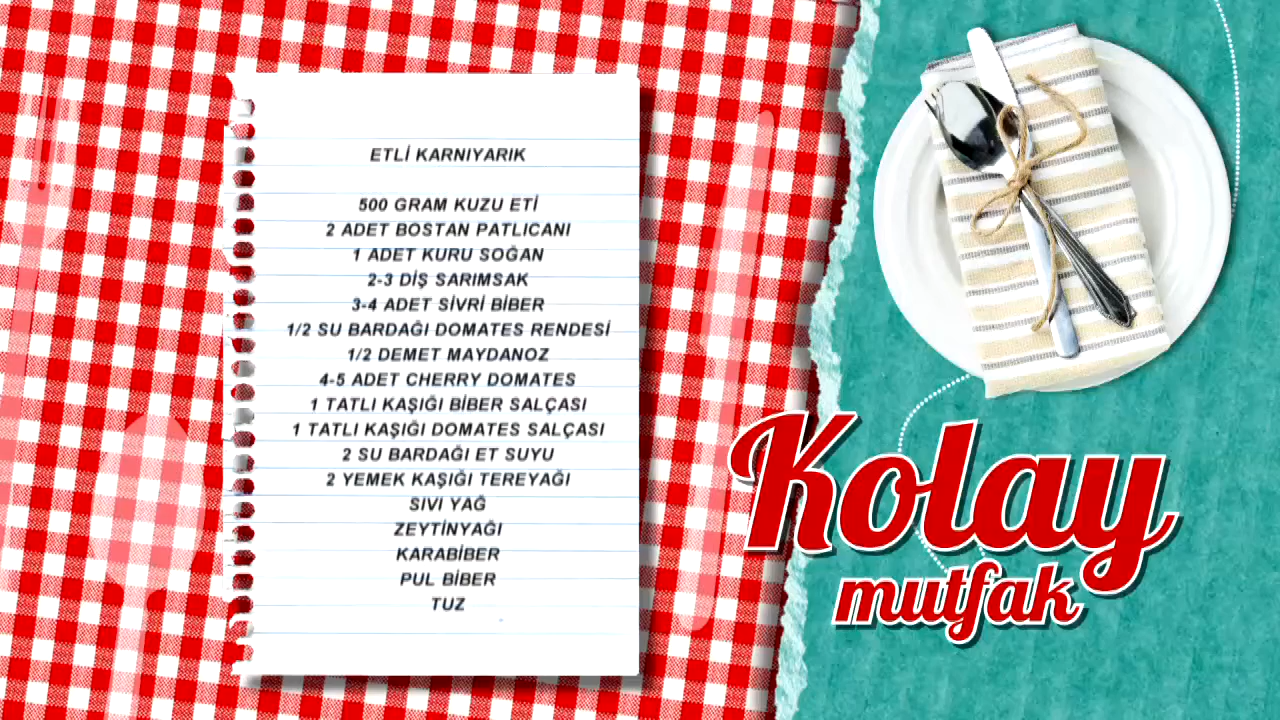 ETLİ KARNIYARIK
500 GRAM KUZU ETİ
2 ADET BOSTAN PATLICANI
1 ADET KURU SOĞAN
2-3 DİŞ SARIMSAK
3-4 ADET SİVRİ BİBER
1/2 SU BARDAĞI DOMATES RENDESİ
1/2 DEMET MAYDANOZ
4-5 ADET CHERRY DOMATES
1 TATLI KAŞIĞI BİBER SALÇASI
1 TATLI KAŞIĞI DOMATES SALÇASI
2 SU BARDAĞI ET SUYU
2 YEMEK KAŞIĞI TEREYAĞI
SIVI YAĞ
ZEYTİNYAĞI
KARABİBER
PUL BİBER
TUZ
Kolay
mutfak